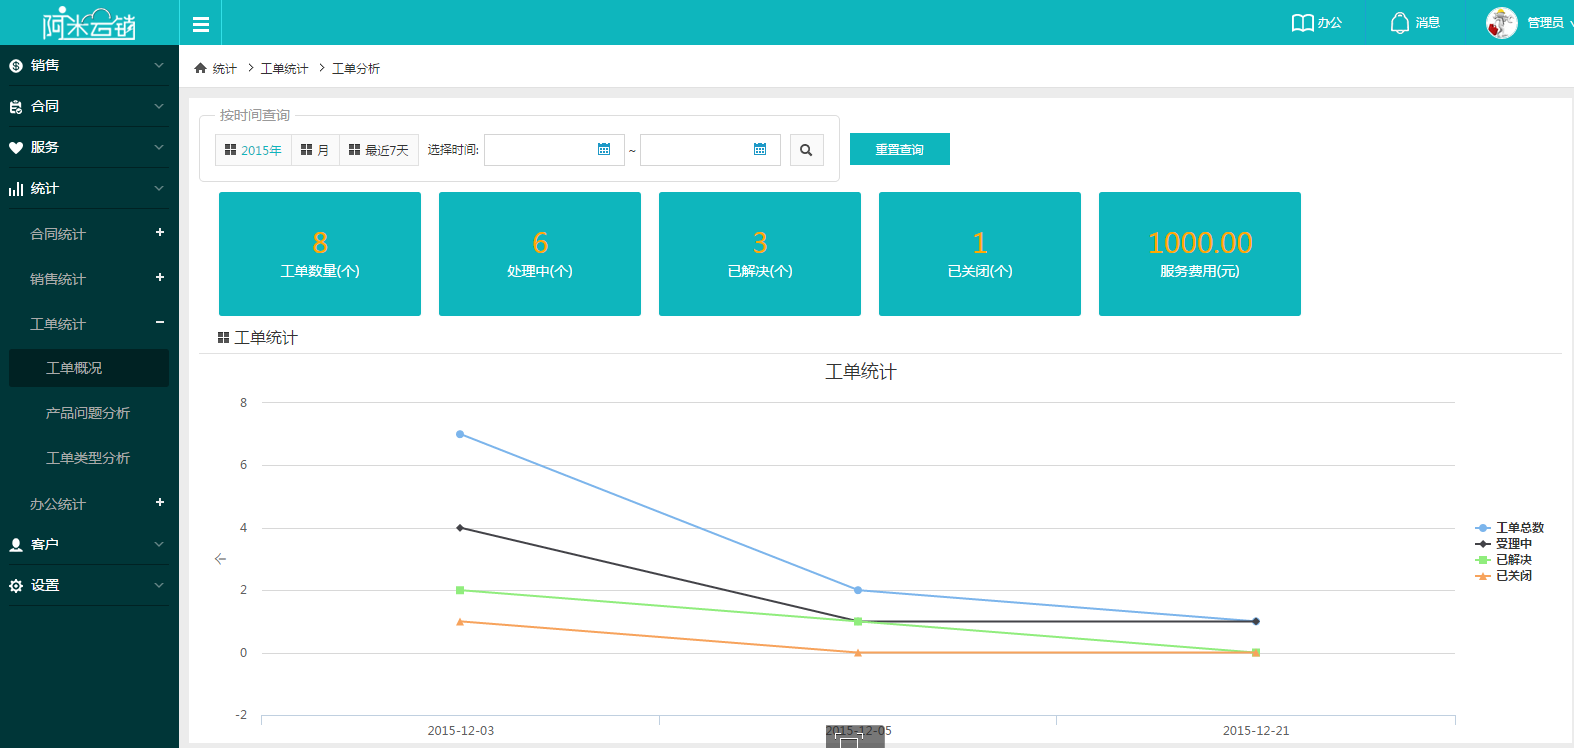 阿米云销
办公
消息
管理员
销售
合同
服务
统计
合同统计
销售统计
工单统计
工单概况
产品问题分析
工单类型分析
办公统计
客户
设置
统计 > 工单统计 > 工单分析
按时间查询
2015年 月 最近7天 选择时间: ~ 重置查询
8
工单数量(个)
6
处理中(个)
3
已解决(个)
1
已关闭(个)
1000.00
服务费用(元)
工单统计
工单统计
8
6
4
2
0
-2
2015-12-03 2015-12-05 2015-12-21
工单总数
受理中
已解决
已关闭